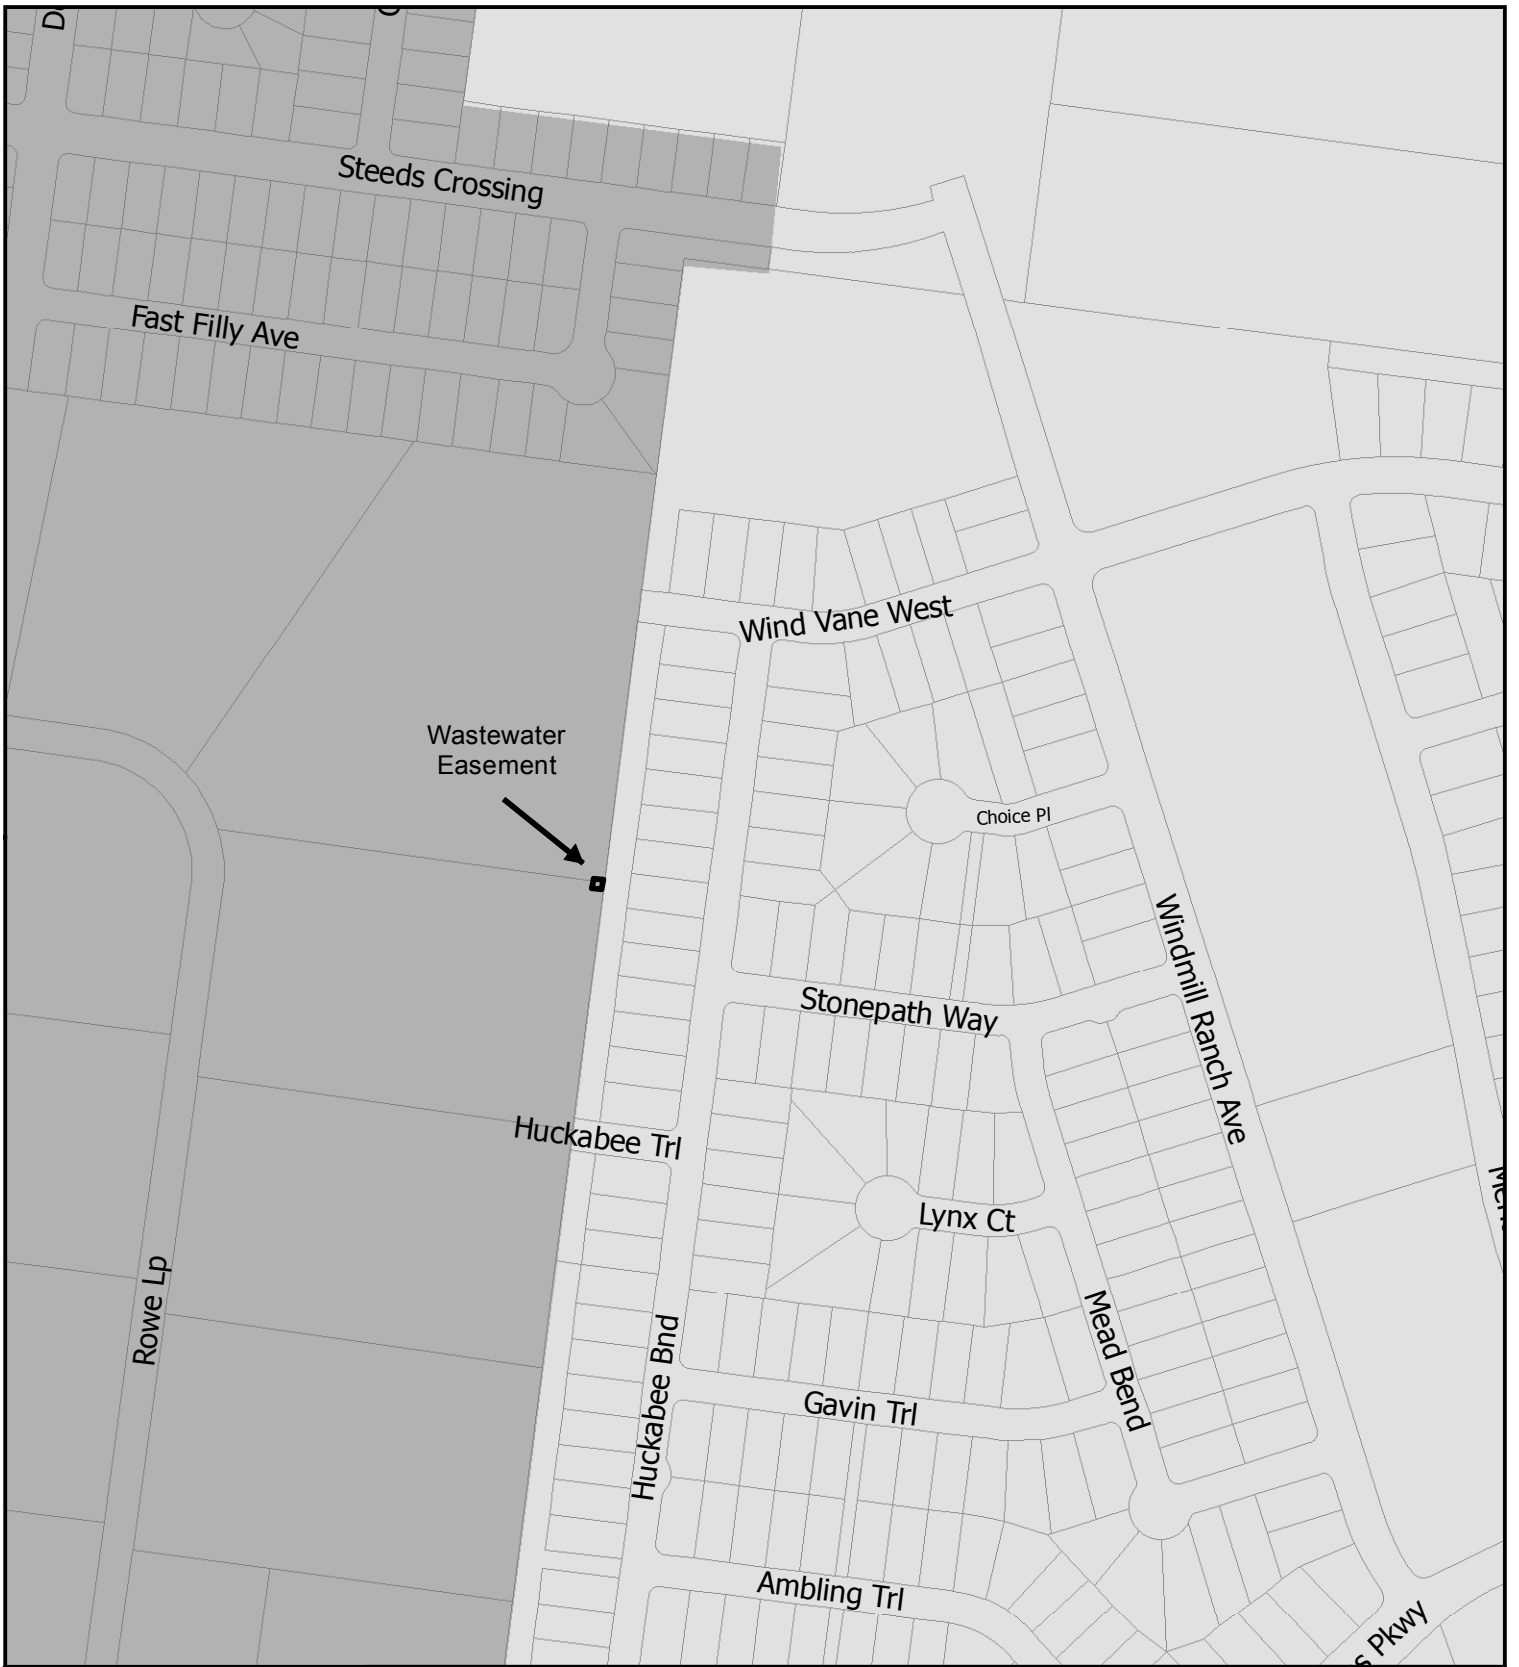 Steeds Crossing
Fast Filly Ave
Wind Vane West
Wastewater
Easement
Choice Pl
Windmill Ranch Ave
Stonepath Way
Huckabee Trl
Lynx Ct
Rowe Lp
Mead Bend
Huckabee Bnd
Gavin Trl
Ambling Trl
s Pkwy